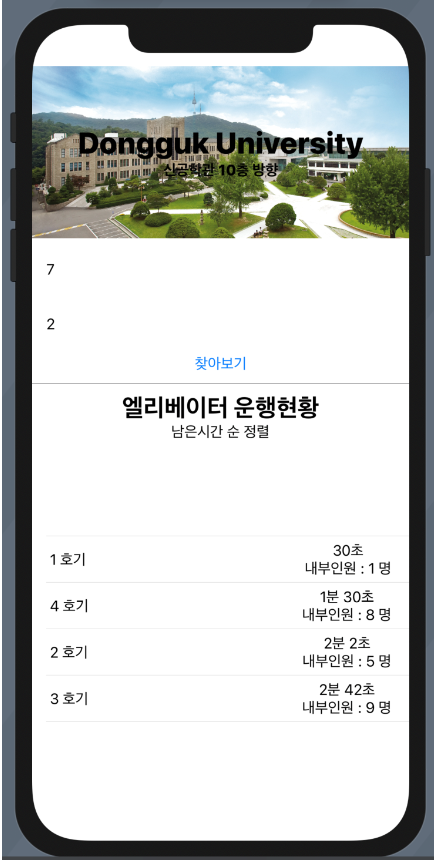 Dongguk University
신공학관 10층 방향
7
2
찾아보기
엘리베이터 운행현황
남은시간 순 정렬
1 호기
30초
내부인원 : 1 명
4 호기
1분 30초
내부인원 : 8 명
2 호기
2분 2초
내부인원 : 5 명
3 호기
2분 42초
내부인원 : 9 명